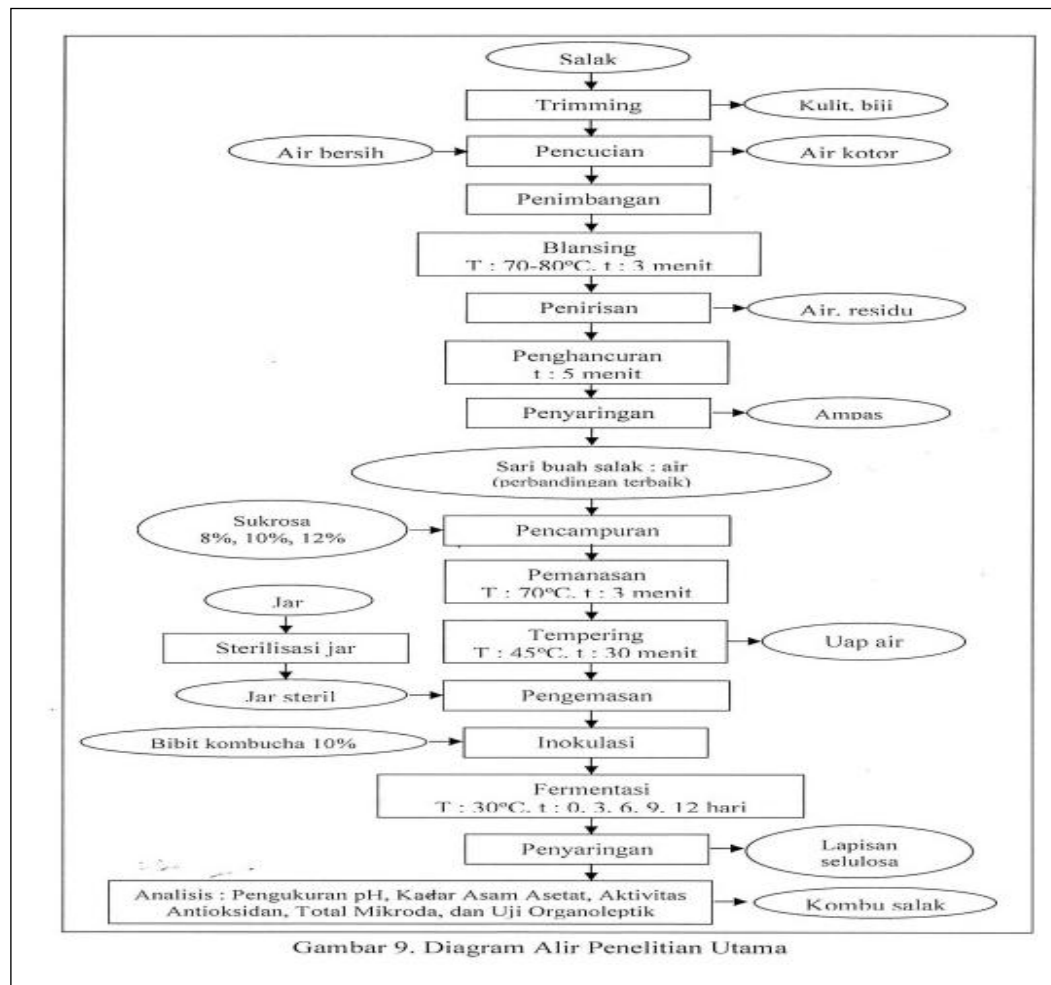 Salak
Trimming
Kulit, biji
Air bersih
Pencucian
Air kotor
Penimbangan
Blansing
T : 70-80ºC. t : 3 menit
Penirisan
Air. residu
Penghancuran
t : 5 menit
Penyaringan
Ampas
Sari buah salak : air
(perbandingan terbaik)
Sukrosa
8%, 10%, 12%
Pencampuran
Pemanasan
T : 70ºC. t : 3 menit
Jar
Sterilisasi jar
Tempering
T : 45ºC. t : 30 menit
Uap air
Jar steril
Pengemasan
Bibit kombucha 10%
Inokulasi
Fermentasi
T : 30ºC. t : 0. 3. 6. 9. 12 hari
Penyaringan
Lapisan
selulosa
Analisis : Pengukuran pH, Kadar Asam Asetat, Aktivitas
Antioksidan, Total Mikroda, dan Uji Organoleptik
Kombu salak
Gambar 9. Diagram Alir Penelitian Utama